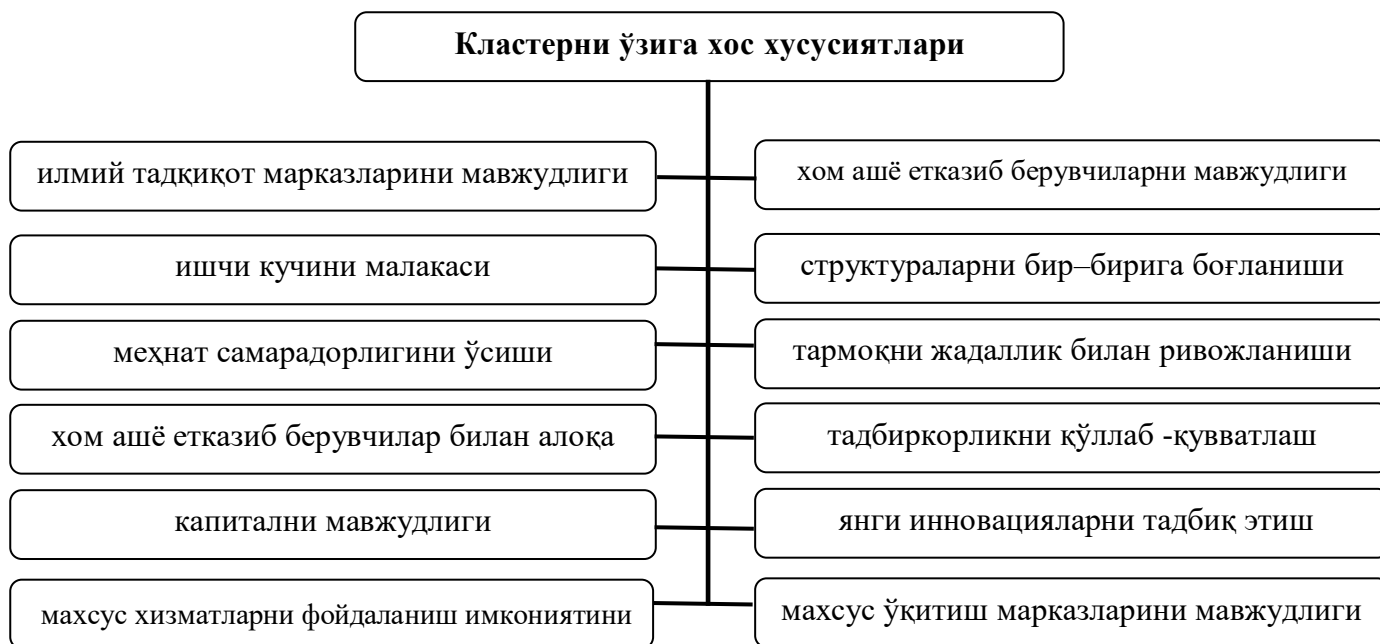 Кластерни ўзига хос хусусиятлари
илмий тадқиқот марказларини мавжудлиги
хом ашё етказиб берувчиларни мавжудлиги
ишчи кучини малакаси
структураларни бир–бирига боғланиши
меҳнат самарадорлигини ўсиши
тармоқни жадаллик билан ривожланиши
хом ашё етказиб берувчилар билан алоқа
тадбиркорликни қўллаб -қувватлаш
капитални мавжудлиги
янги инновацияларни тадбиқ этиш
махсус хизматларни фойдаланиш имкониятини
махсус ўқитиш марказларини мавжудлиги